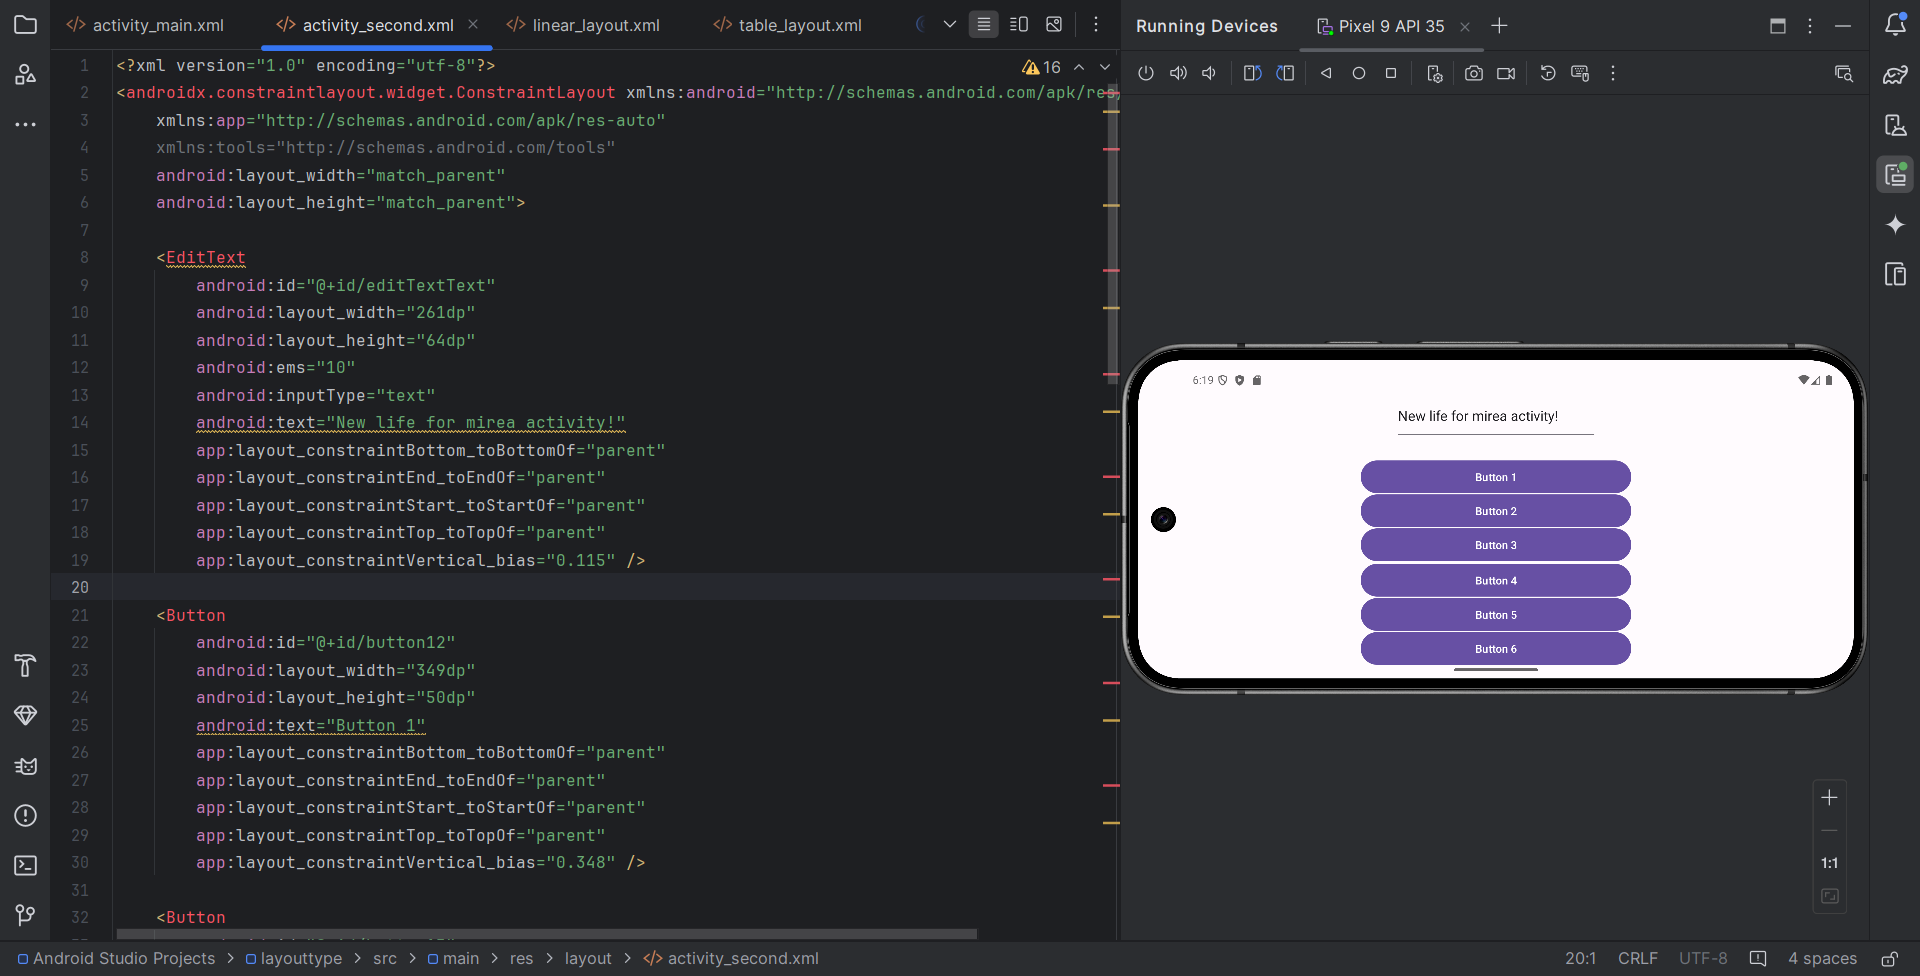 activity_main.xml activity_second.xml linear_layout.xml table_layout.xml
Running Devices Pixel 9 API 35
16
1 <?xml version="1.0" encoding="utf-8"?>
2 <androidx.constraintlayout.widget.ConstraintLayout xmlns:android="http://schemas.android.com/apk/res/
3 xmlns:app="http://schemas.android.com/apk/res-auto"
4 xmlns:tools="http://schemas.android.com/tools"
5 android:layout_width="match_parent"
6 android:layout_height="match_parent">
7
8 <EditText
9 android:id="@+id/editTextText"
10 android:layout_width="261dp"
11 android:layout_height="64dp"
12 android:ems="10"
13 android:inputType="text"
14 android:text="New life for mirea activity!"
15 app:layout_constraintBottom_toBottomOf="parent"
16 app:layout_constraintEnd_toEndOf="parent"
17 app:layout_constraintStart_toStartOf="parent"
18 app:layout_constraintTop_toTopOf="parent"
19 app:layout_constraintVertical_bias="0.115" />
20
21 <Button
22 android:id="@+id/button12"
23 android:layout_width="349dp"
24 android:layout_height="50dp"
25 android:text="Button 1"
26 app:layout_constraintBottom_toBottomOf="parent"
27 app:layout_constraintEnd_toEndOf="parent"
28 app:layout_constraintStart_toStartOf="parent"
29 app:layout_constraintTop_toTopOf="parent"
30 app:layout_constraintVertical_bias="0.348" />
31
32 <Button
6:19
New life for mirea activity!
Button 1
Button 2
Button 3
Button 4
Button 5
Button 6
1:1
Android Studio Projects > layouttype > src > main > res > layout > activity_second.xml
20:1 CRLF UTF-8 4 spaces